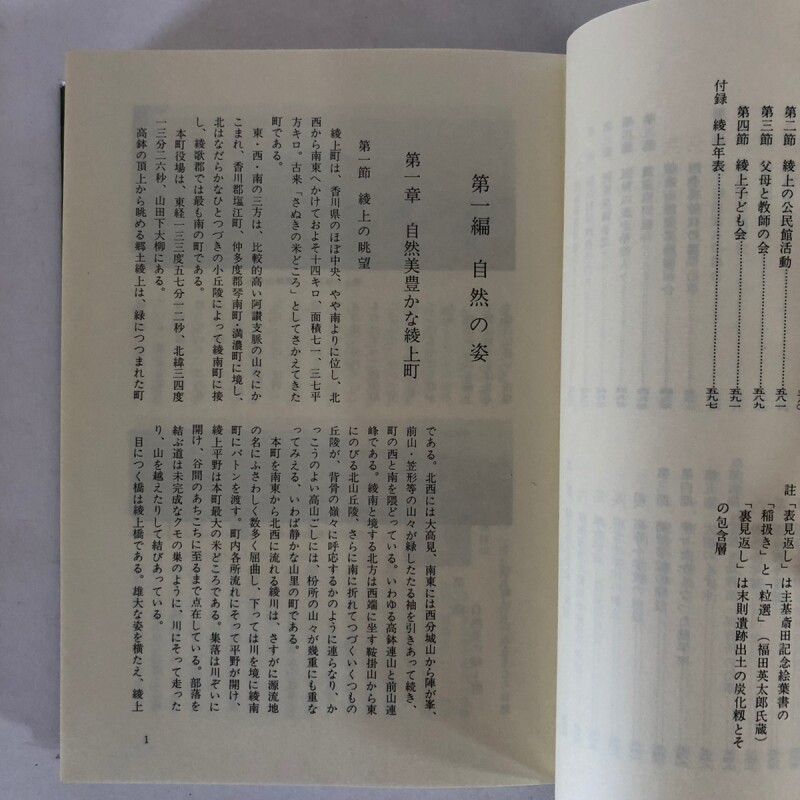 第二節　綾上の公民館活動………
第三節　父母と教師の会…………五八九
第四節　綾上子ども会……………五九一
付録　綾上年表……………………五九七
註「表見返し」は主基斎田記念絵葉書の
「稲扱き」と「粒選」（福田英太郎氏蔵）
「裏見返し」は末則遺跡出土の炭化籾とそ
の包含層
第一編　自然の姿
第一章　自然美豊かな綾上町
第一節　綾上の眺望
綾上町は、香川県のほぼ中央、やや南よりに位し、北
西から南東へかけておよそ十四キロ、面積七一、三七平
方キロ。古来「さぬきの米どころ」としてさかえてきた
町である。
東・西・南の三方は、比較的高い阿讃支脈の山々にか
こまれ、香川郡塩江町、仲多度郡琴南町・満濃町に境し、
北はなだらかなひとつづきの小丘陵によって綾南町に接
し、綾歌郡では最も南の町である。
本町役場は、東経一三三度五七分一二秒、北緯三四度
一三分二六秒、山田下大柳にある。
高鉢の頂上から眺める郷土綾上は、緑につつまれた町
である。北西には大高見、南東には西分城山から陣が峯、
前山・笠形等の山々が緑したたる袖を引きあって続き、
町の西と南を隈どっている。いわゆる高鉢連山と前山連
峰である。綾南と境する北方は西端に坐す鞍掛山から東
にのびる北山丘陵、さらに南に折れてつづくいくつもの
丘陵が、背骨の嶺々に呼応するかのように連らなり、か
っこうのよい高山ごしには、枌所の山々が幾重にも重な
ってみえる、いわば静かな山里の町である。
本町を南東から北西に流れる綾川は、さすがに源流地
の名にふさわしく数多く屈曲し、下っては川を境に綾南
町にバトンを渡す。町内各所流れにそって平野が開け、
綾上平野は本町最大の米どころである。集落は川ぞいに
開け、谷間のあちこちに至るまで点在している。部落を
結ぶ道は未完成なクモの巣のように、川にそって走った
り、山を越えたりして結びあっている。
目につく橋は綾上橋である。雄大な姿を横たえ、綾上
1